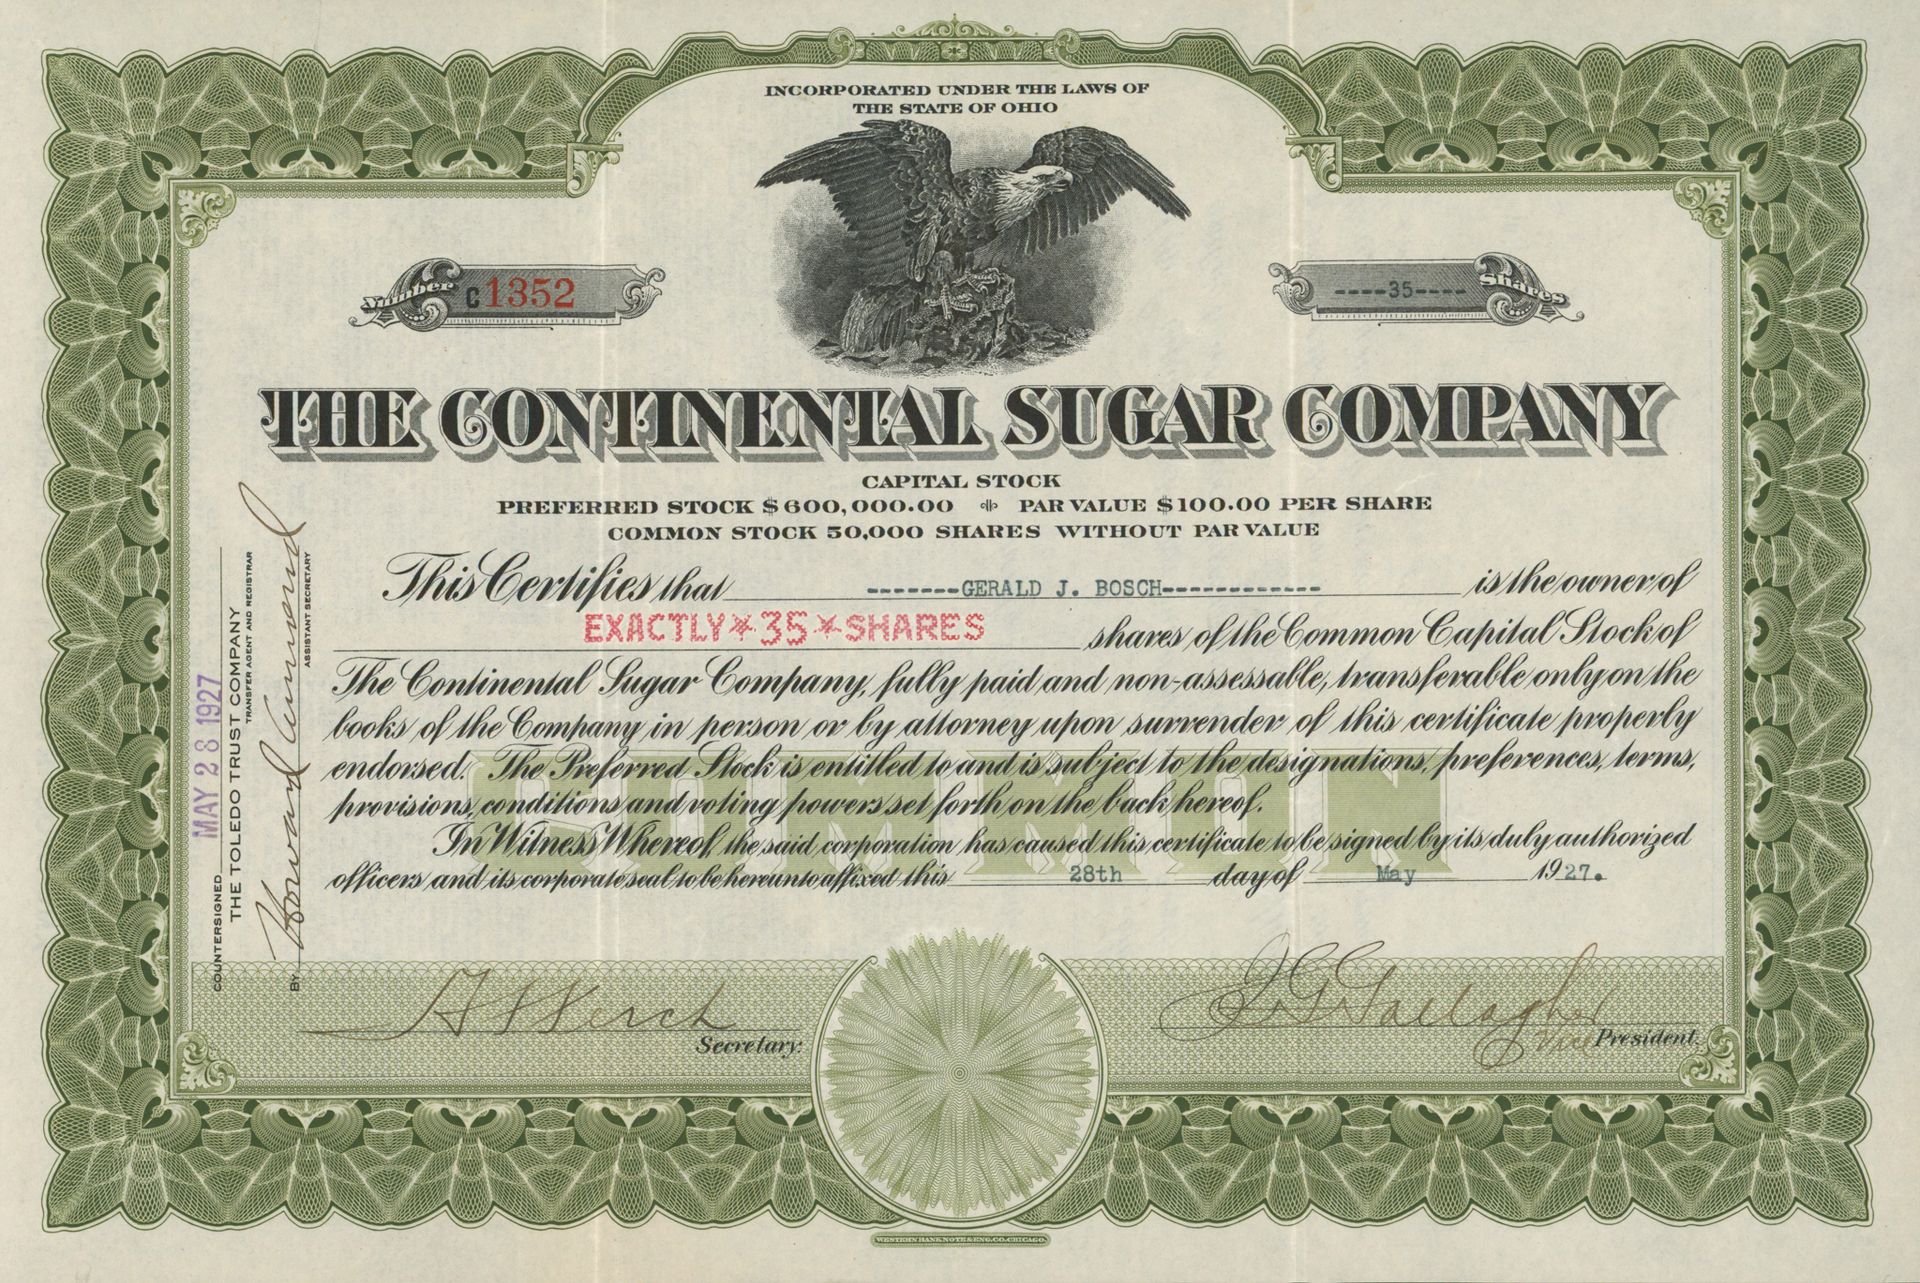 INCORPORATED UNDER THE LAWS OF
THE STATE OF OHIO
Number C1352
----35---- Shares
THE CONTINENTAL SUGAR COMPANY
CAPITAL STOCK
PREFERRED STOCK $600,000.00 PAR VALUE $100.00 PER SHARE
COMMON STOCK 50,000 SHARES WITHOUT PAR VALUE
This Certifies that -------GERALD J. BOSCH------------ is the owner of
EXACTLY*35*SHARES shares of the Common Capital Stock of
The Continental Sugar Company, fully paid and non-assessable, transferable only on the
books of the Company in person or by attorney upon surrender of this certificate properly
endorsed. The Preferred Stock is entitled to and is subject to the designations, preferences, terms,
provisions, conditions and voting powers set forth on the back hereof.
COMMON
In Witness Whereof, the said corporation has caused this certificate to be signed by its duly authorized
officers and its corporate seal to be hereunto affixed this 28th day of May 1927.
MAY 28 1927
COUNTERSIGNED
THE TOLEDO TRUST COMPANY
TRANSFER AGENT AND REGISTRAR
BY Howard
ASSISTANT SECRETARY
Secretary.
Gallagher
Vice President.
WESTERN BANK NOTE & ENG. CO. CHICAGO.